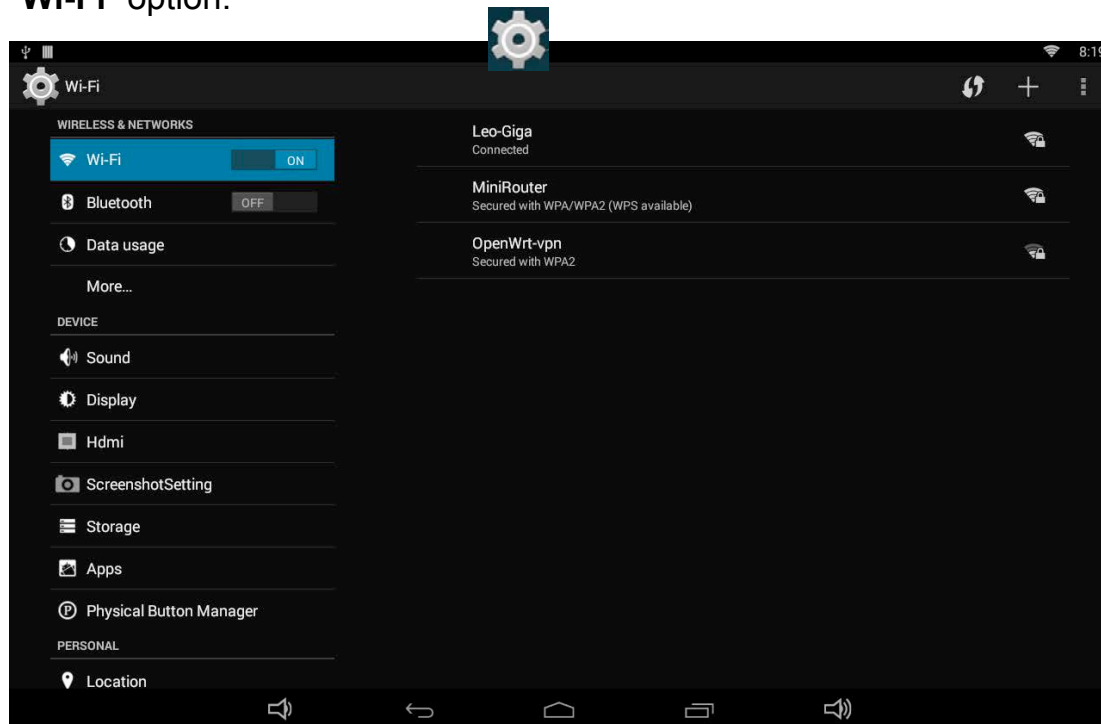 "Wi-Fi" option.
8:19
Wi-Fi
WIRELESS & NETWORKS
Wi-Fi ON
Bluetooth OFF
Data usage
More...
DEVICE
Sound
Display
Hdmi
ScreenshotSetting
Storage
Apps
Physical Button Manager
PERSONAL
Location
Leo-Giga
Connected
MiniRouter
Secured with WPA/WPA2 (WPS available)
OpenWrt-vpn
Secured with WPA2